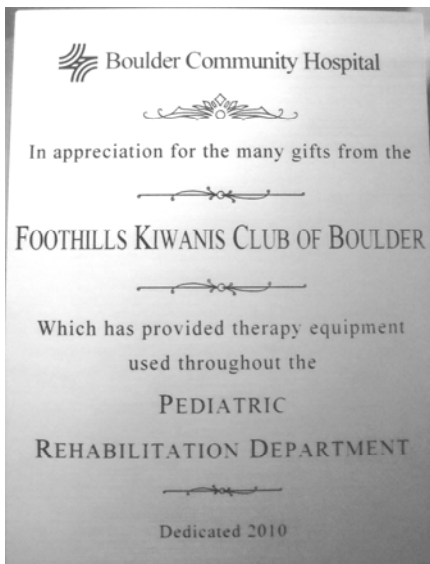 Boulder Community Hospital
In appreciation for the many gifts from the
FOOTHILLS KIWANIS CLUB OF BOULDER
Which has provided therapy equipment
used throughout the
PEDIATRIC
REHABILITATION DEPARTMENT
Dedicated 2010